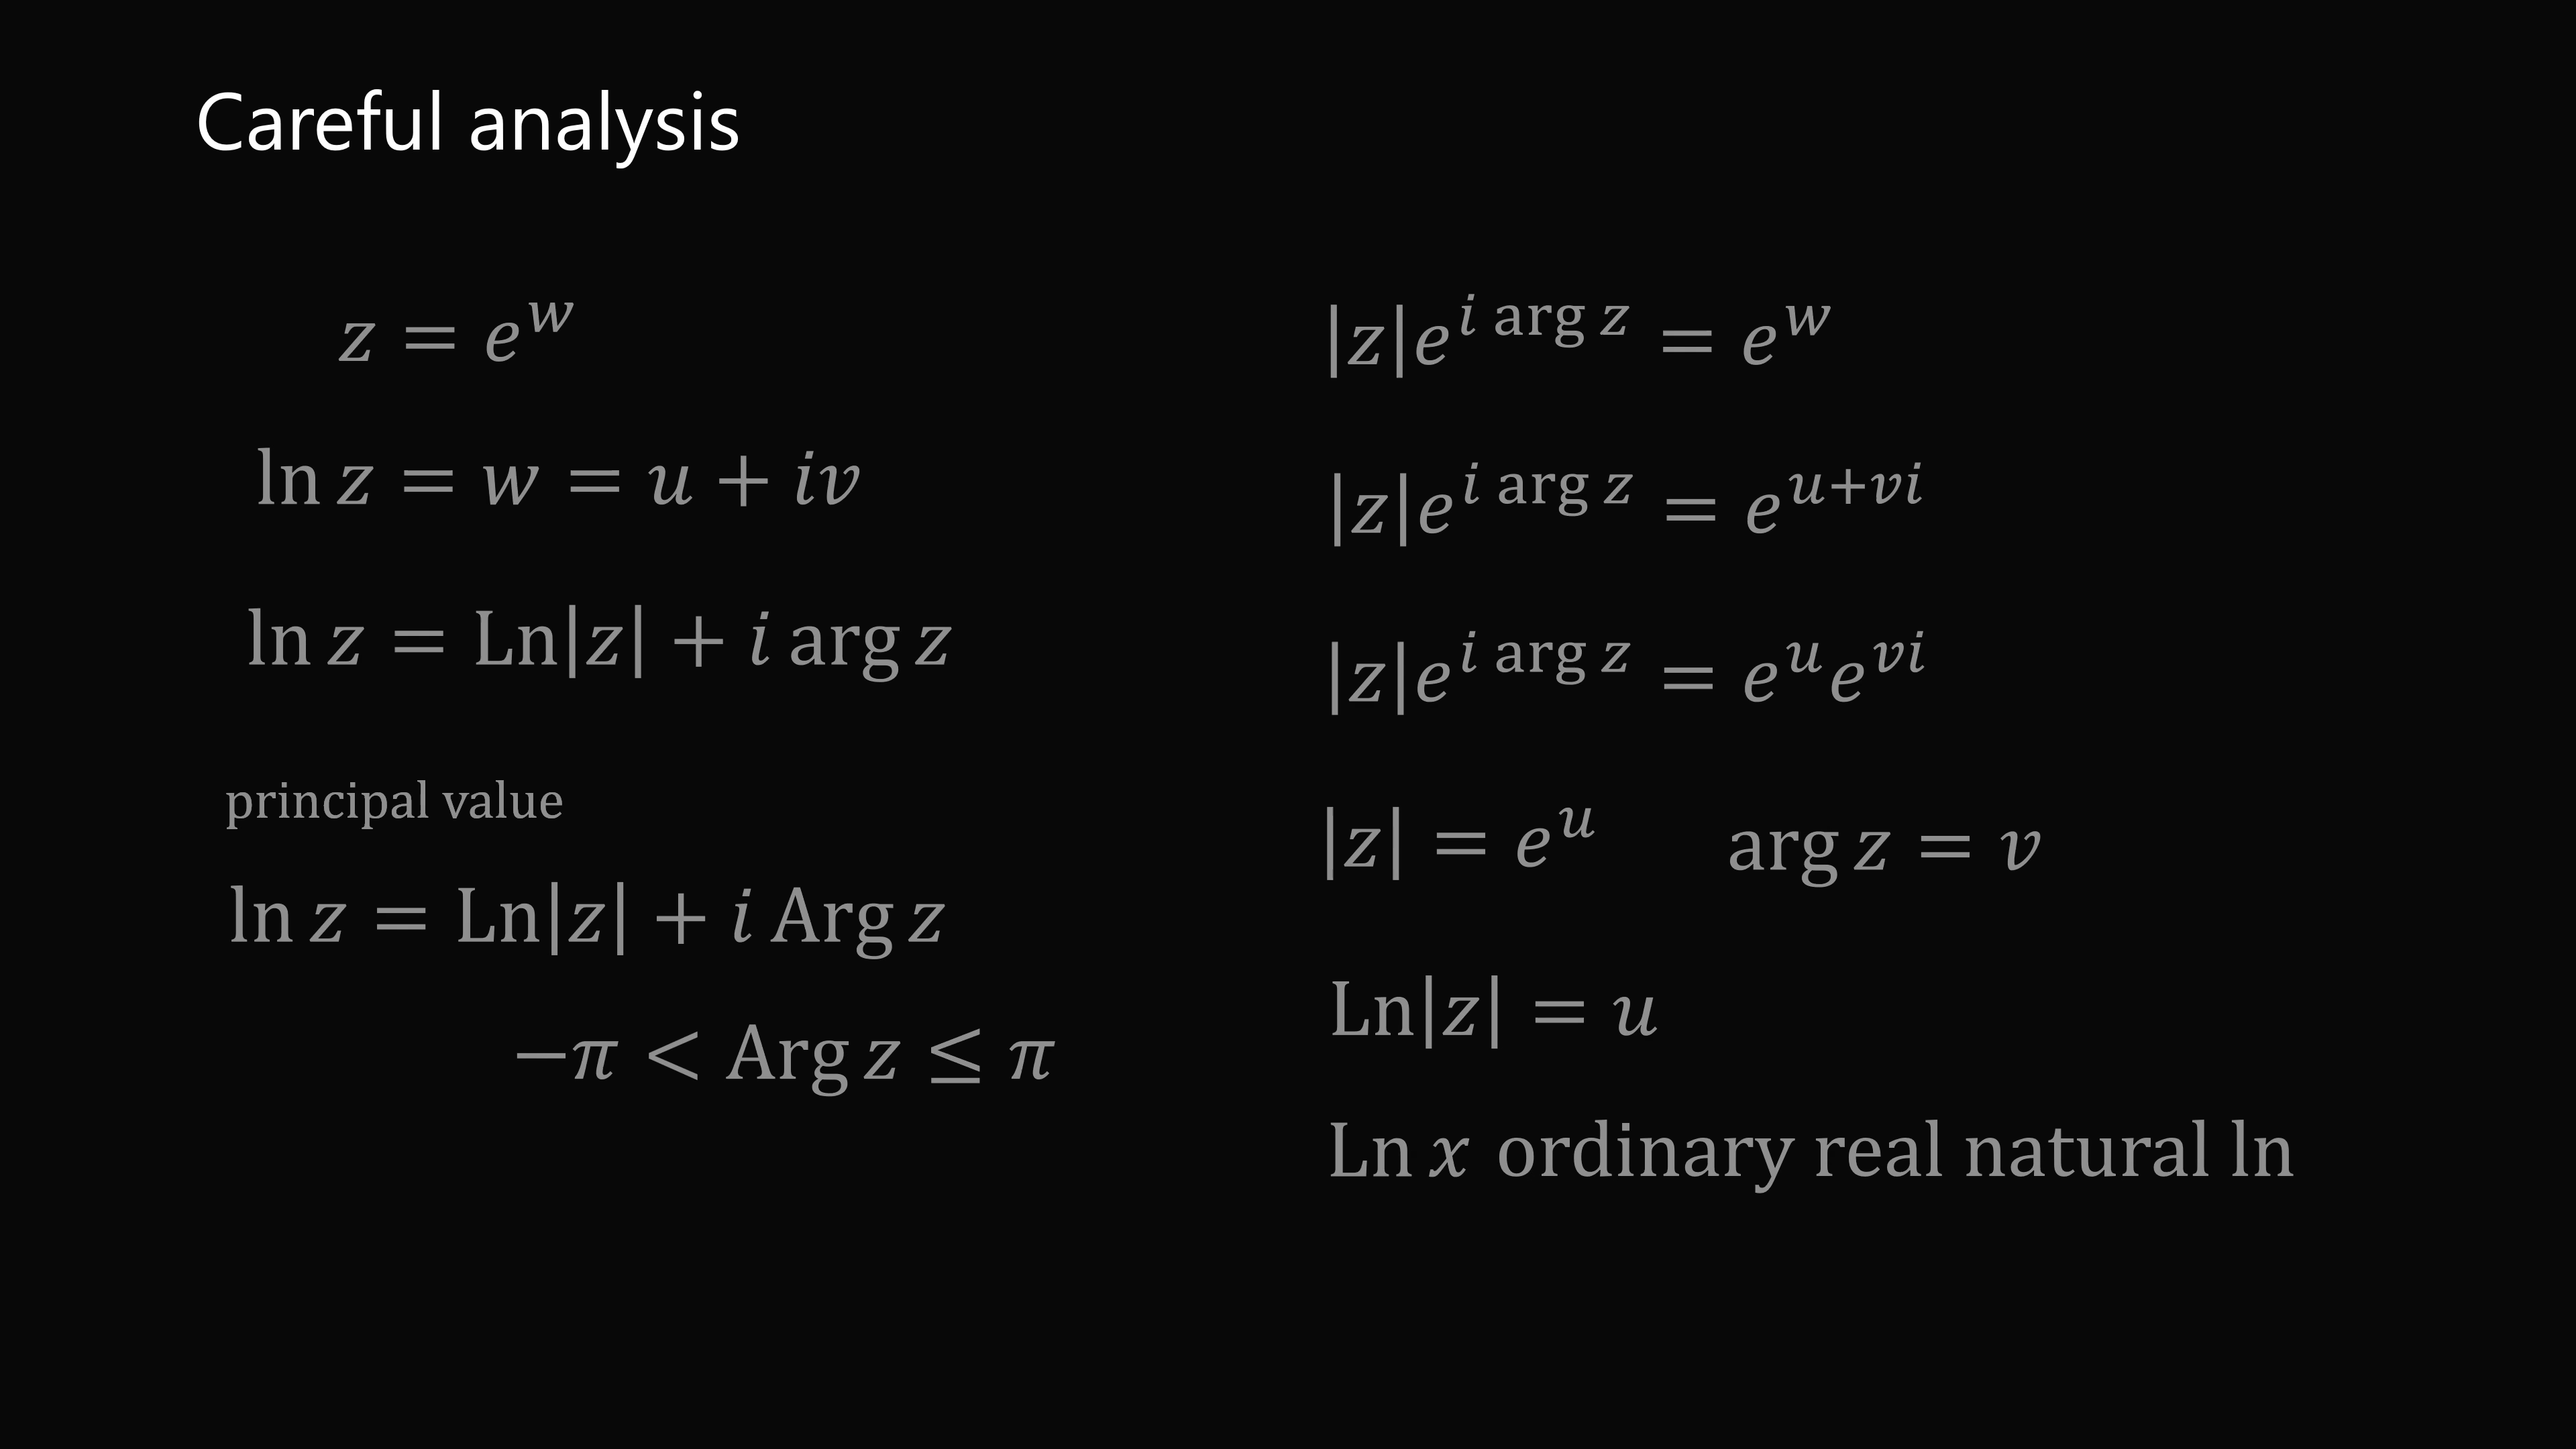 Careful analysis
z = e^w
ln z = w = u + iv
ln z = Ln|z| + i arg z
principal value
ln z = Ln|z| + i Arg z
−π < Arg z ≤ π
|z|e^{i arg z} = e^w
|z|e^{i arg z} = e^{u+vi}
|z|e^{i arg z} = e^u e^{vi}
|z| = e^u arg z = v
Ln|z| = u
Ln x ordinary real natural ln